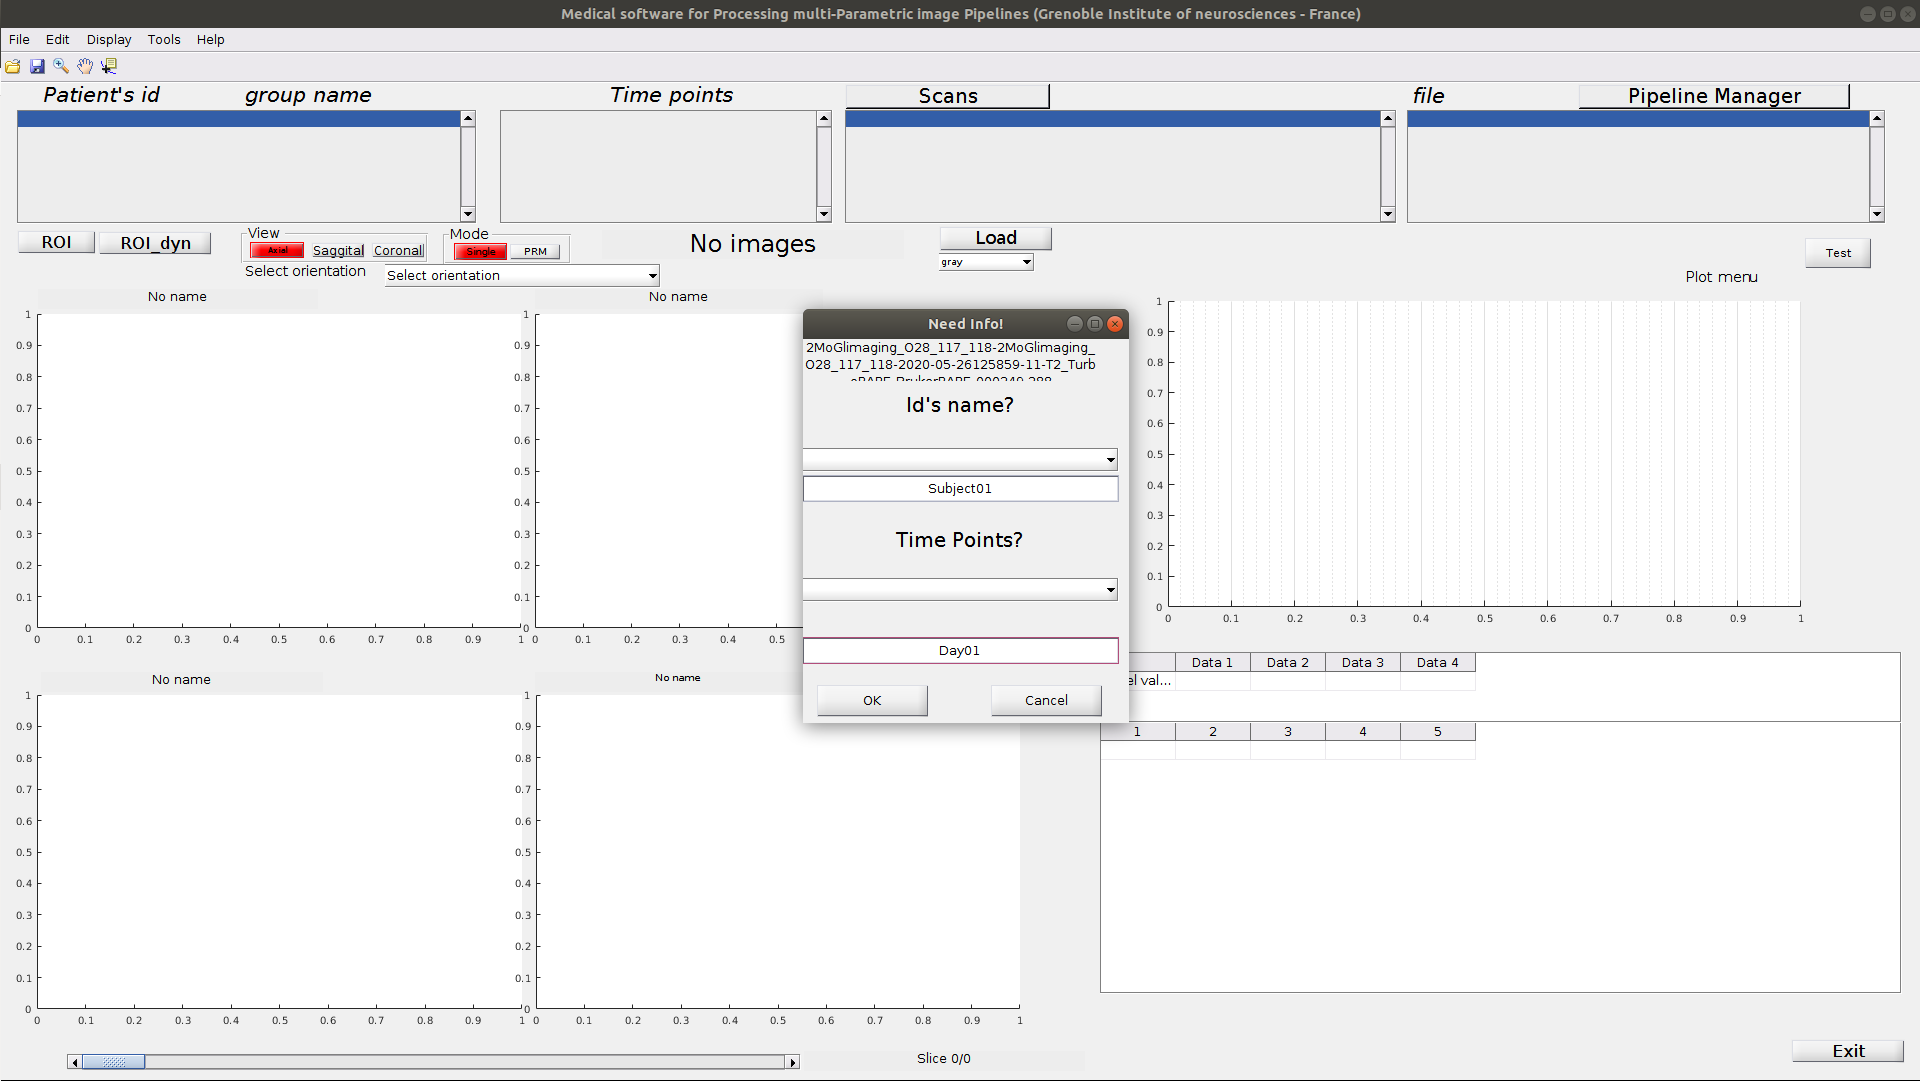 Medical software for Processing multi-Parametric image Pipelines (Grenoble Institute of neurosciences - France)
File Edit Display Tools Help
Patient's id group name Time points Scans file Pipeline Manager
ROI ROI_dyn
View
Axial Saggital Coronal
Mode
Single PRM
No images
Load
gray
Test
Select orientation Select orientation
Plot menu
No name
1
0.9
0.8
0.7
0.6
0.5
0.4
0.3
0.2
0.1
0
0 0.1 0.2 0.3 0.4 0.5 0.6 0.7 0.8 0.9 1
No name
1
0.9
0.8
0.7
0.6
0.5
0.4
0.3
0.2
0.1
0
0 0.1 0.2 0.3 0.4 0.5
Need Info!
2MoGlimaging_O28_117_118-2MoGlimaging_
O28_117_118-2020-05-26125859-11-T2_Turb
Id's name?
Subject01
Time Points?
Day01
OK Cancel
1
0.9
0.8
0.7
0.6
0.5
0.4
0.3
0.2
0.1
0
0 0.1 0.2 0.3 0.4 0.5 0.6 0.7 0.8 0.9 1
Data 1 Data 2 Data 3 Data 4
el val...
1 2 3 4 5
No name
1
0.9
0.8
0.7
0.6
0.5
0.4
0.3
0.2
0.1
0
0 0.1 0.2 0.3 0.4 0.5 0.6 0.7 0.8 0.9 1
No name
1
0.9
0.8
0.7
0.6
0.5
0.4
0.3
0.2
0.1
0
0 0.1 0.2 0.3 0.4 0.5 0.6 0.7 0.8 0.9 1
Slice 0/0
Exit